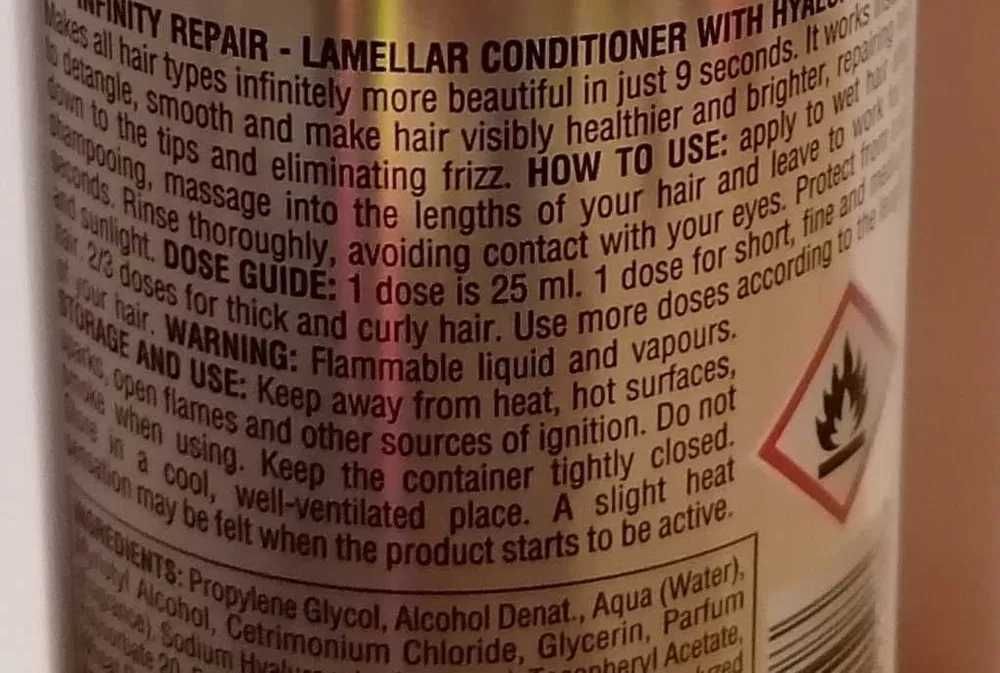 INFINITY REPAIR - LAMELLAR CONDITIONER WITH
Makes all hair types infinitely more beautiful in just 9 seconds. It works
to detangle, smooth and make hair visibly healthier and brighter, repairing
down to the tips and eliminating frizz. HOW TO USE: apply to wet hair
shampooing, massage into the lengths of your hair and leave to work
seconds. Rinse thoroughly, avoiding contact with your eyes. Protect from
and sunlight. DOSE GUIDE: 1 dose is 25 ml. 1 dose for short, fine and
hair. 2/3 doses for thick and curly hair. Use more doses according to the
of your hair. WARNING: Flammable liquid and vapours.
STORAGE AND USE: Keep away from heat, hot surfaces,
sparks, open flames and other sources of ignition. Do not
smoke when using. Keep the container tightly closed.
Store in a cool, well-ventilated place. A slight heat
sensation may be felt when the product starts to be active.
INGREDIENTS: Propylene Glycol, Alcohol Denat., Aqua (Water),
Alcohol, Cetrimonium Chloride, Glycerin, Parfum
Sodium Acetate,
20,